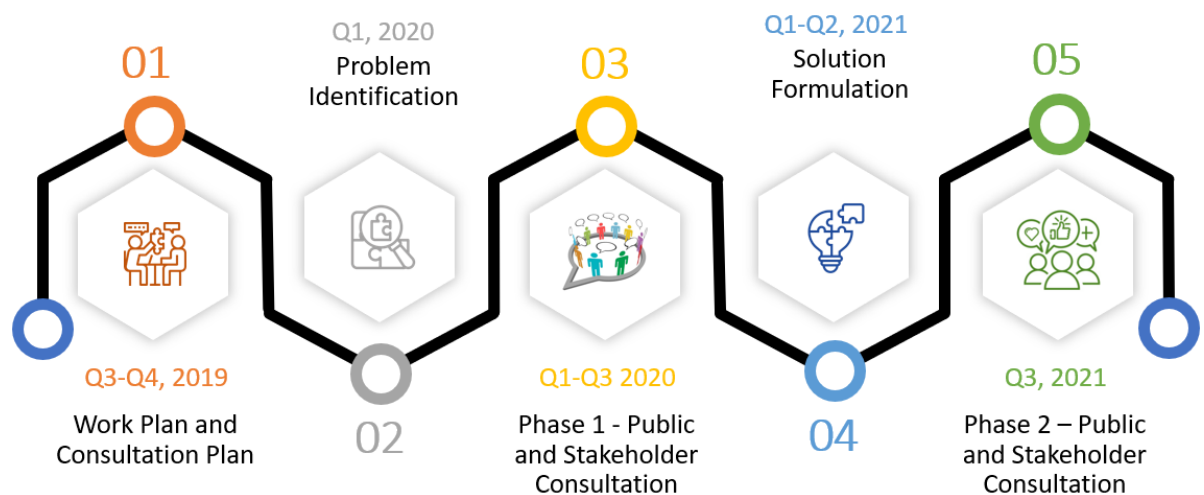 01
Q3-Q4, 2019
Work Plan and
Consultation Plan
Q1, 2020
Problem
Identification
02
03
Q1-Q3 2020
Phase 1 - Public
and Stakeholder
Consultation
Q1-Q2, 2021
Solution
Formulation
04
05
Q3, 2021
Phase 2 – Public
and Stakeholder
Consultation